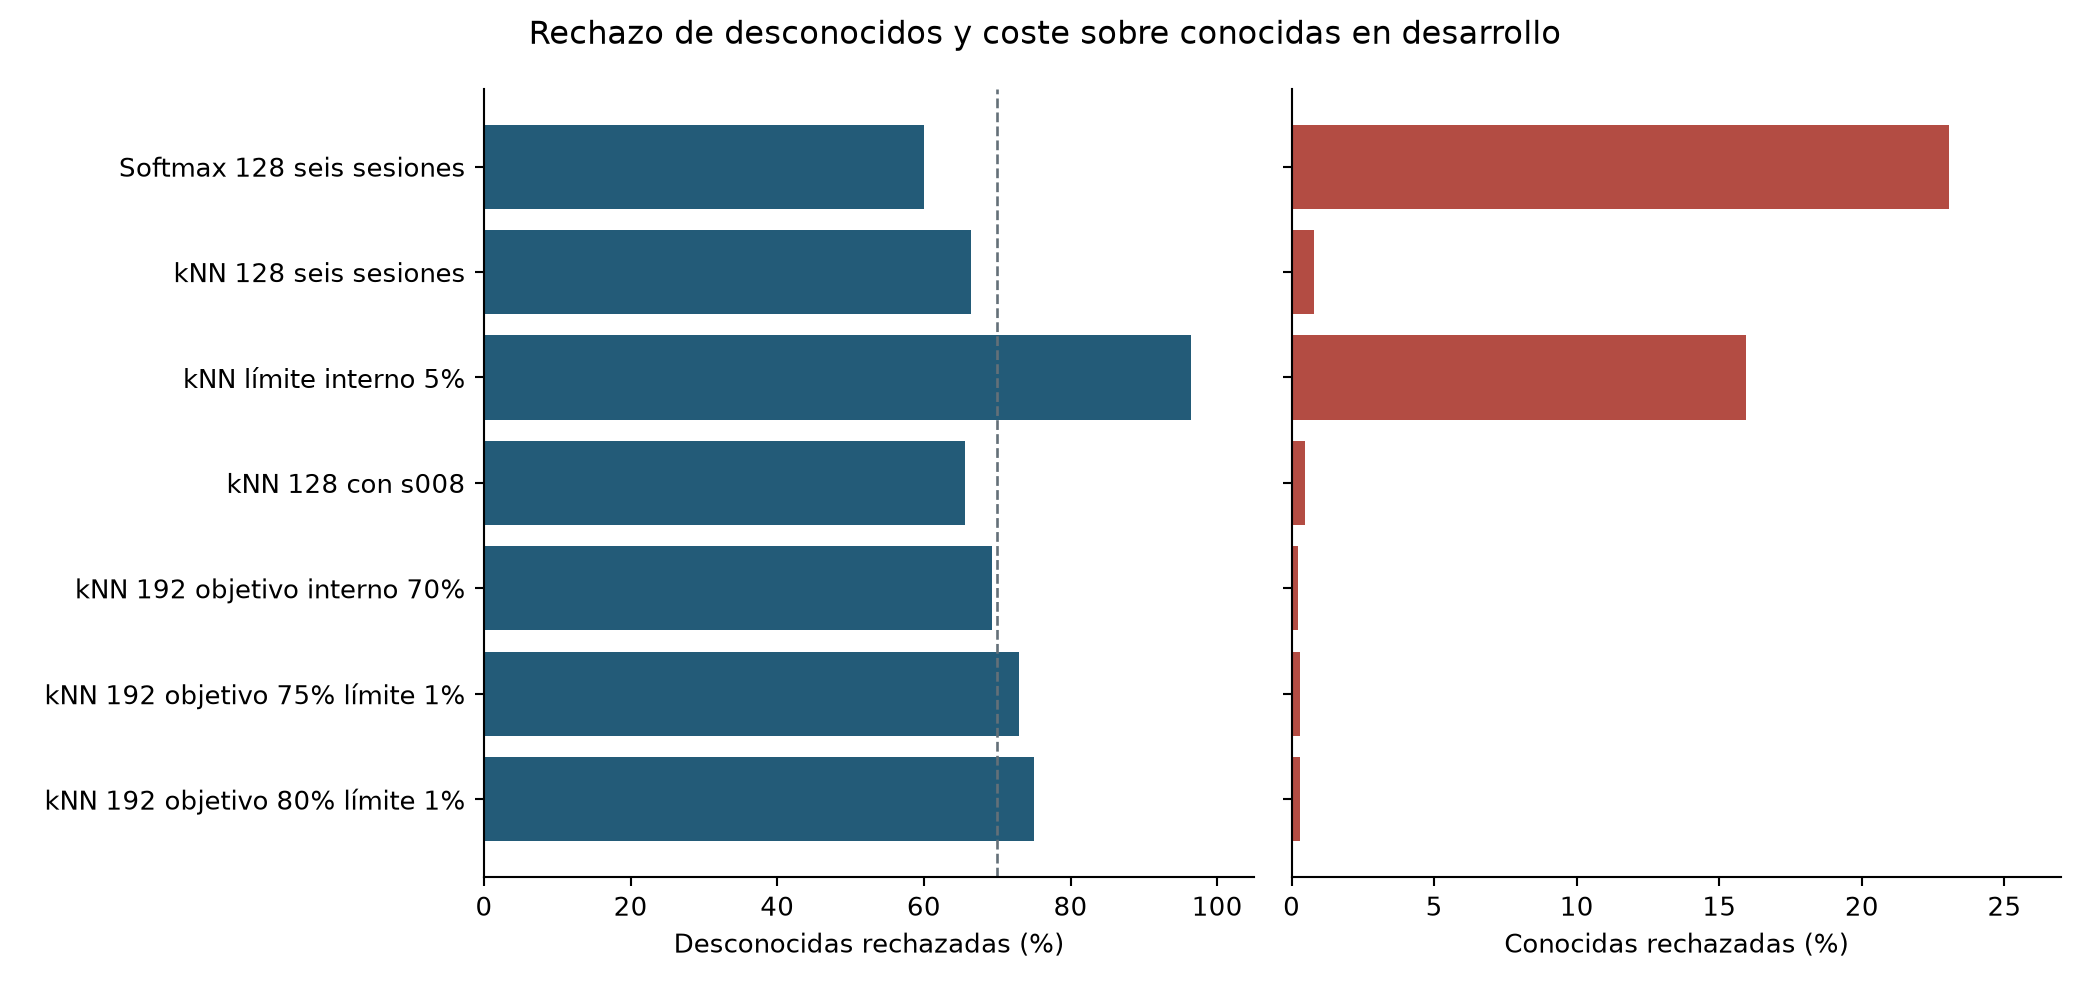 Rechazo de desconocidos y coste sobre conocidas en desarrollo
Softmax 128 seis sesiones
kNN 128 seis sesiones
kNN límite interno 5%
kNN 128 con s008
kNN 192 objetivo interno 70%
kNN 192 objetivo 75% límite 1%
kNN 192 objetivo 80% límite 1%
0 20 40 60 80 100
Desconocidas rechazadas (%)
0 5 10 15 20 25
Conocidas rechazadas (%)